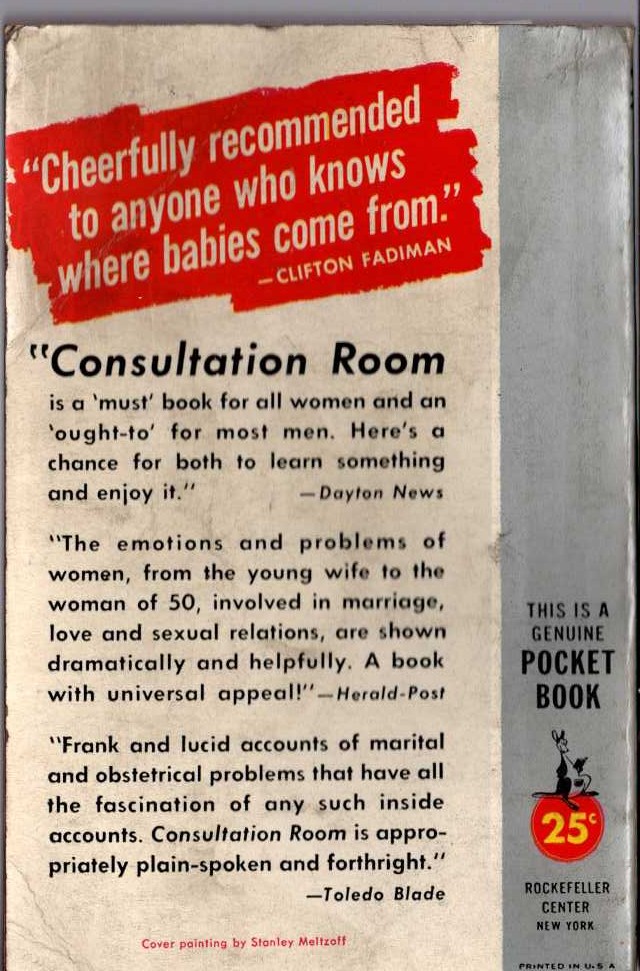 “Cheerfully recommended
to anyone who knows
where babies come from.”
—CLIFTON FADIMAN
“Consultation Room
is a ‘must’ book for all women and an
‘ought-to’ for most men. Here’s a
chance for both to learn something
and enjoy it.” —Dayton News
“The emotions and problems of
women, from the young wife to the
woman of 50, involved in marriage,
love and sexual relations, are shown
dramatically and helpfully. A book
with universal appeal!”—Herald-Post
“Frank and lucid accounts of marital
and obstetrical problems that have all
the fascination of any such inside
accounts. Consultation Room is appro-
priately plain-spoken and forthright.”
—Toledo Blade
Cover painting by Stanley Meltzoff
THIS IS A
GENUINE
POCKET
BOOK
25c
ROCKEFELLER
CENTER
NEW YORK
PRINTED IN U.S A